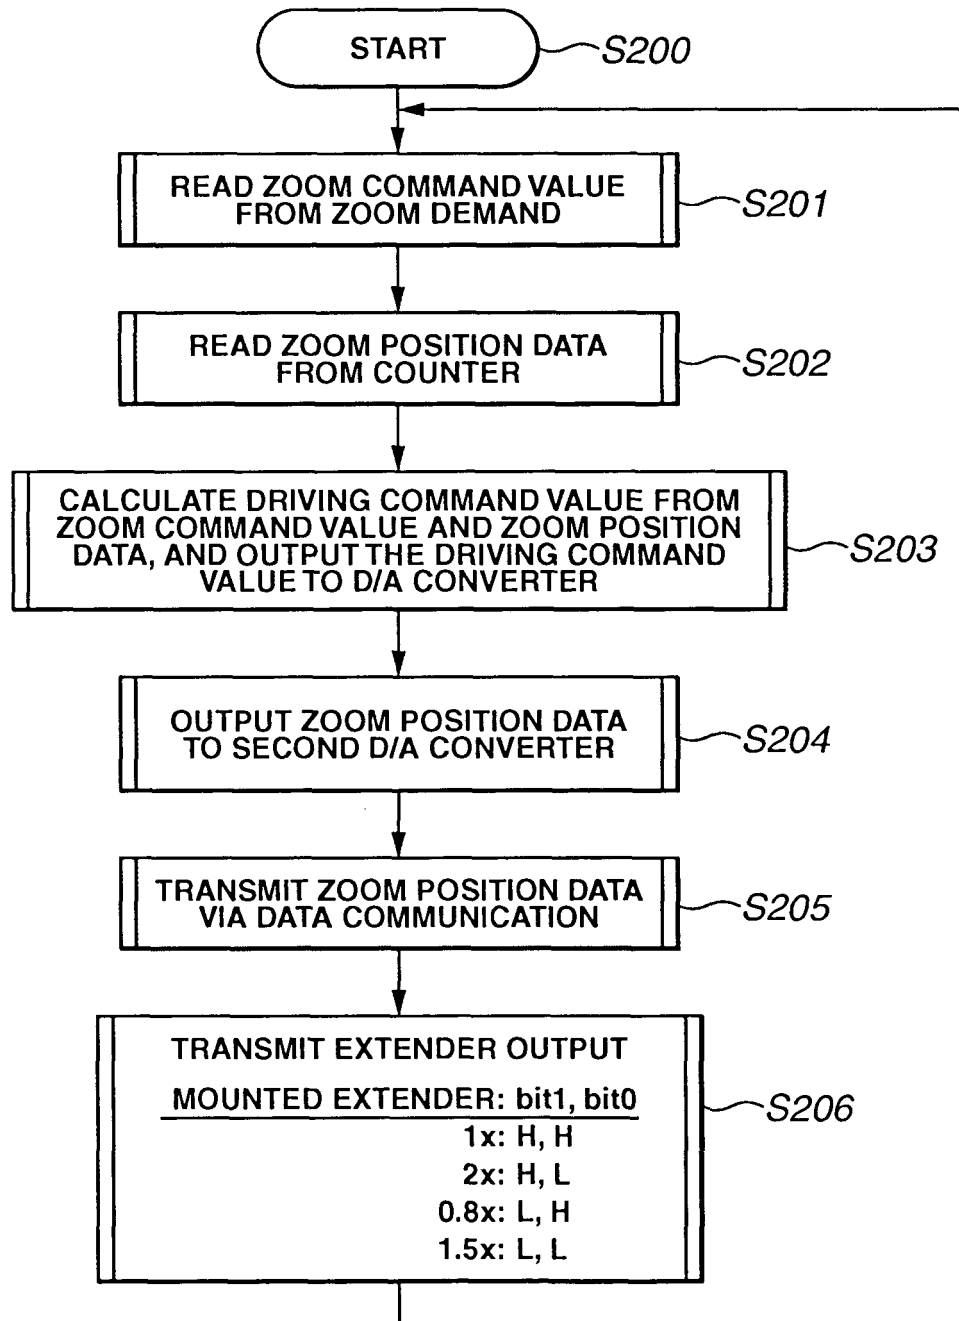 START
S200
READ ZOOM COMMAND VALUE
FROM ZOOM DEMAND
S201
READ ZOOM POSITION DATA
FROM COUNTER
S202
CALCULATE DRIVING COMMAND VALUE FROM
ZOOM COMMAND VALUE AND ZOOM POSITION
DATA, AND OUTPUT THE DRIVING COMMAND
VALUE TO D/A CONVERTER
S203
OUTPUT ZOOM POSITION DATA
TO SECOND D/A CONVERTER
S204
TRANSMIT ZOOM POSITION DATA
VIA DATA COMMUNICATION
S205
TRANSMIT EXTENDER OUTPUT
MOUNTED EXTENDER: bit1, bit0
1x: H, H
2x: H, L
0.8x: L, H
1.5x: L, L
S206